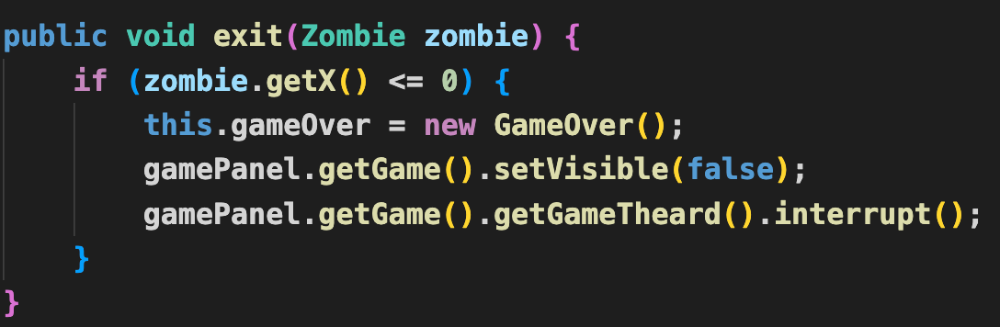 public void exit(Zombie zombie) {
    if (zombie.getX() <= 0) {
        this.gameOver = new GameOver();
        gamePanel.getGame().setVisible(false);
        gamePanel.getGame().getGameTheard().interrupt();
    }
}